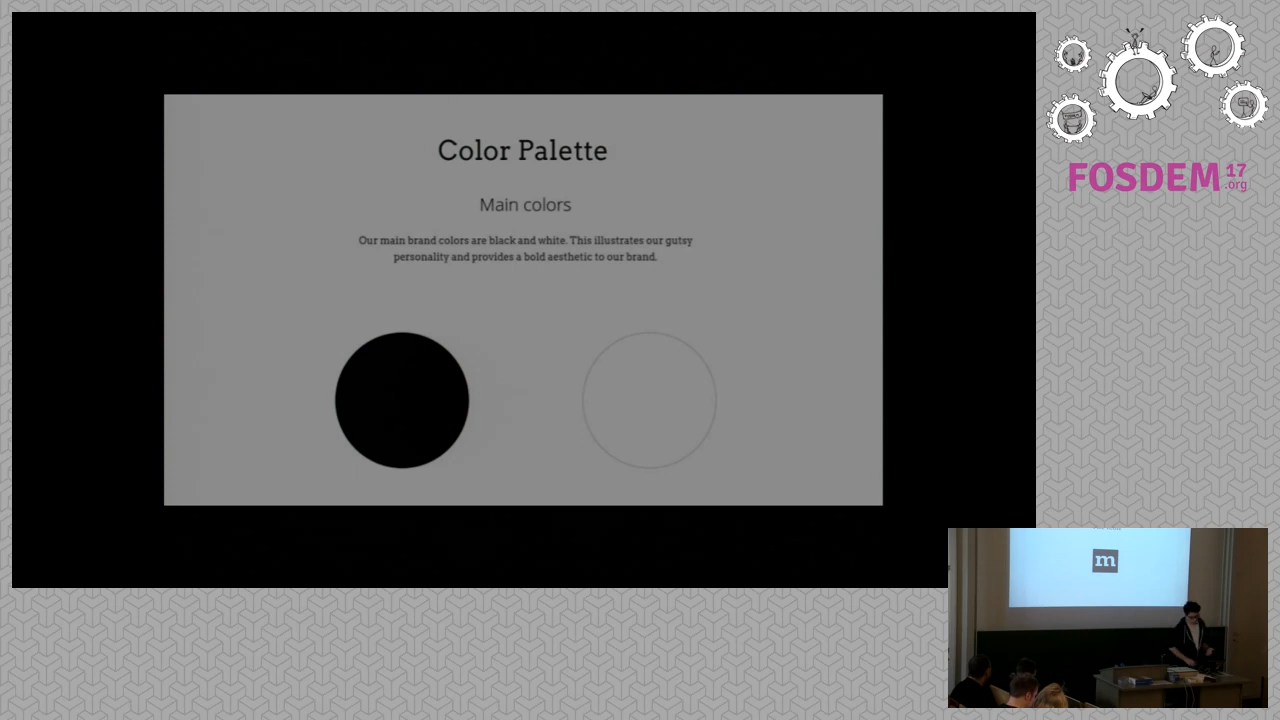 Color Palette
Main colors
Our main brand colors are black and white. This illustrates our gutsy
personality and provides a bold aesthetic to our brand.
FOSDEM 17
.org
m